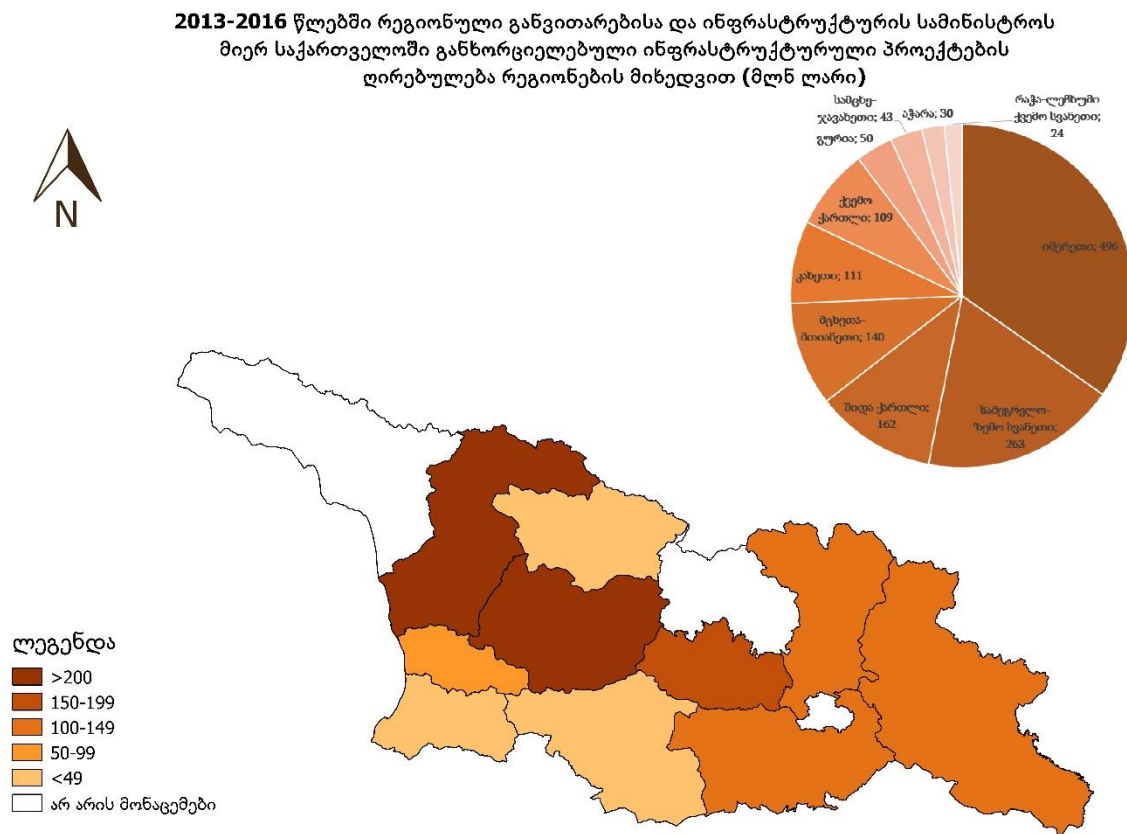 2013-2016 წლებში რეგიონული განვითარებისა და ინფრასტრუქტურის სამინისტროს
მიერ საქართველოში განხორციელებული ინფრასტრუქტურული პროექტების
ღირებულება რეგიონების მიხედვით (მლნ ლარი)
სამცხე-
ჯავახეთი; 43
აჭარა; 30
რაჭა-ლეჩხუმი
ქვემო სვანეთი;
24
გურია; 50
ქვემო
ქართლი; 109
იმერეთი; 496
კახეთი; 111
მცხეთა-
მთიანეთი; 140
შიდა ქართლი;
162
სამეგრელო-
ზემო სვანეთი;
263
N
ლეგენდა
>200
150-199
100-149
50-99
<49
არ არის მონაცემები